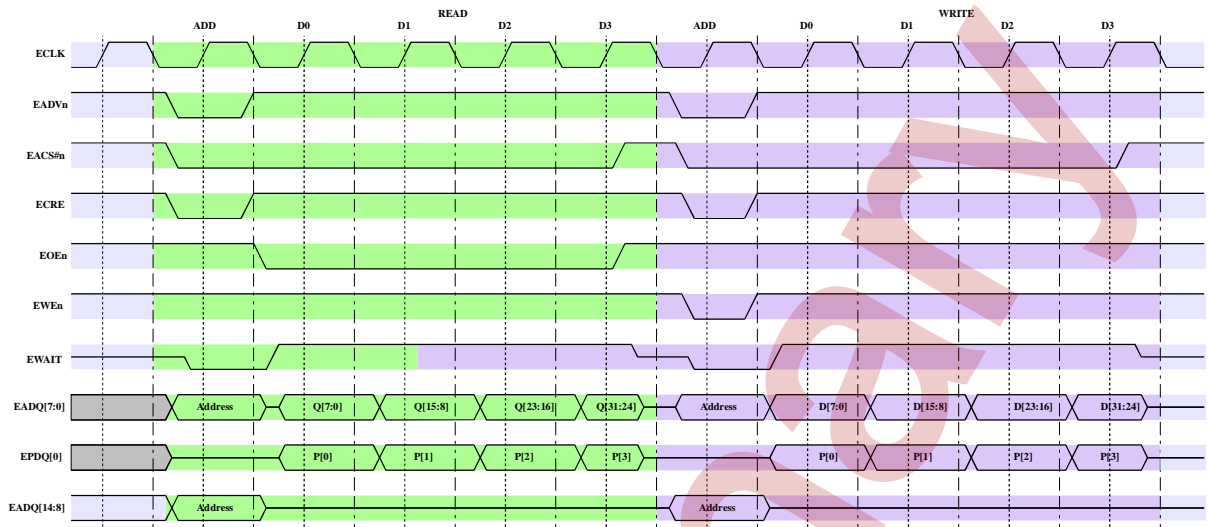 READ WRITE
ADD D0 D1 D2 D3 ADD D0 D1 D2 D3
ECLK
EADVn
EACS#n
ECRE
EOEn
EWEn
EWAIT
EADQ[7:0] Address Q[7:0] Q[15:8] Q[23:16] Q[31:24] Address D[7:0] D[15:8] D[23:16] D[31:24]
EPDQ[0] P[0] P[1] P[2] P[3] P[0] P[1] P[2] P[3]
EADQ[14:8] Address Address